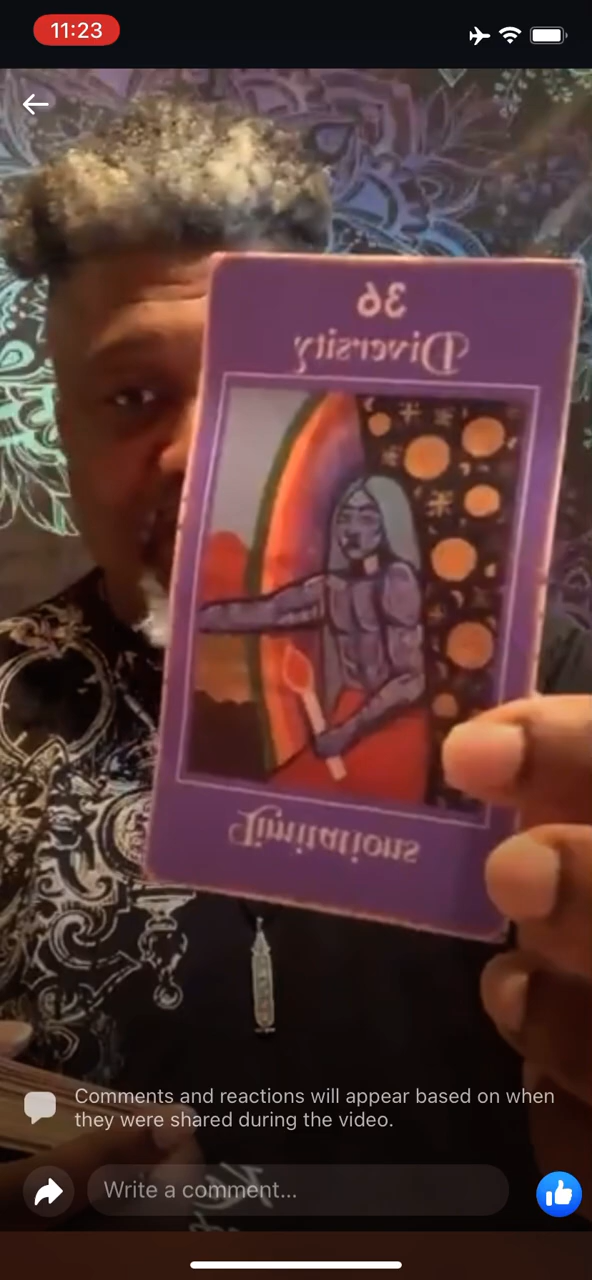 11:23
36
Diversity
Limitations
Comments and reactions will appear based on when
they were shared during the video.
Write a comment...